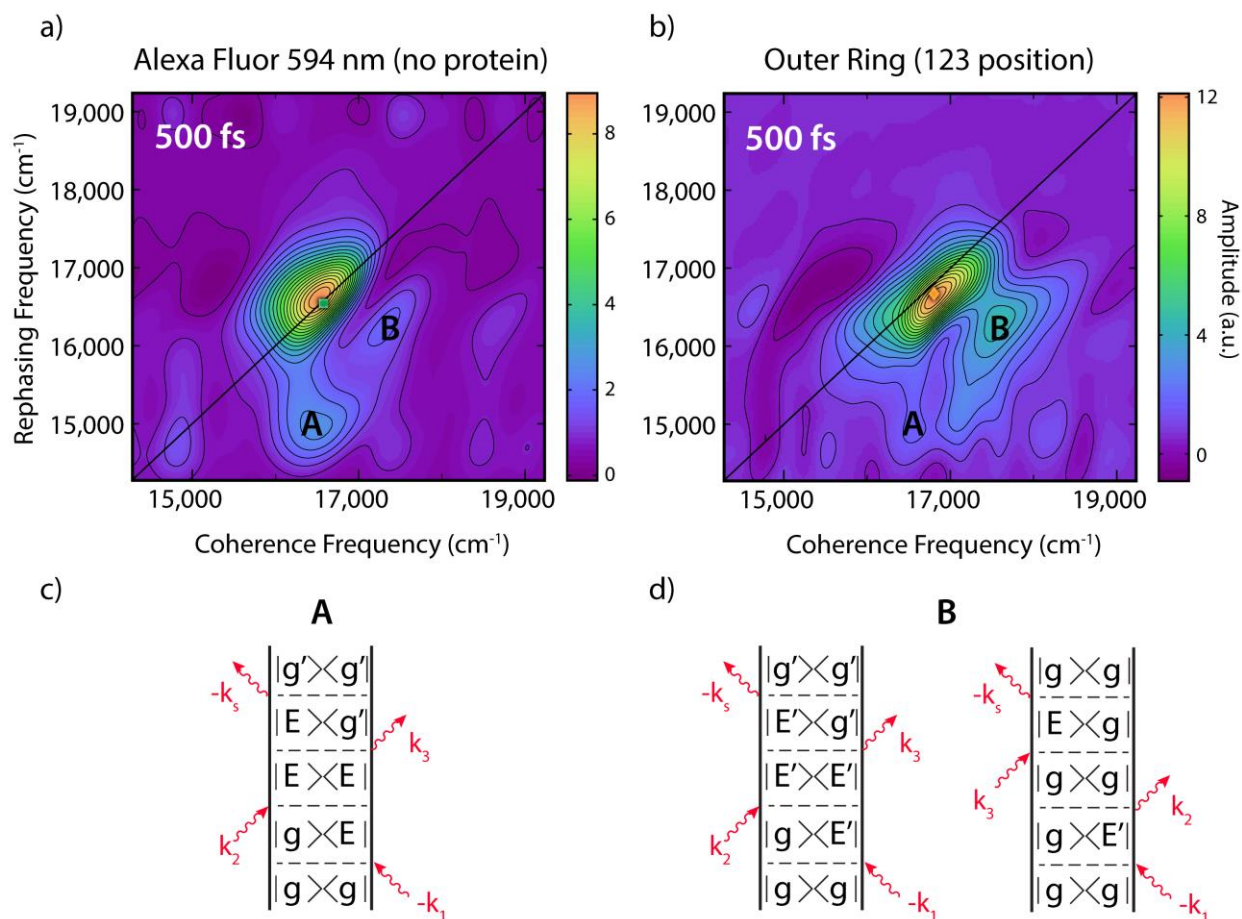 a)
Alexa Fluor 594 nm (no protein)
500 fs
19,000
18,000
17,000
16,000
15,000
Rephasing Frequency (cm⁻¹)
A
B
15,000 17,000 19,000
Coherence Frequency (cm⁻¹)
8
6
4
2
0
b)
Outer Ring (123 position)
500 fs
19,000
18,000
17,000
16,000
15,000
A
B
15,000 17,000 19,000
Coherence Frequency (cm⁻¹)
12
8
4
0
Amplitude (a.u.)
c)
A
|g'><g'|
-kₛ
|E><g'|
k₃
|E><E|
k₂
|g><E|
|g><g|
-k₁
d)
B
|g'><g'|
-kₛ
|E'><g'|
k₃
|E'><E'|
k₂
|g><E'|
|g><g|
-k₁
|g><g|
-kₛ
|E><g|
k₃
|g><g|
k₂
|g><E'|
|g><g|
-k₁